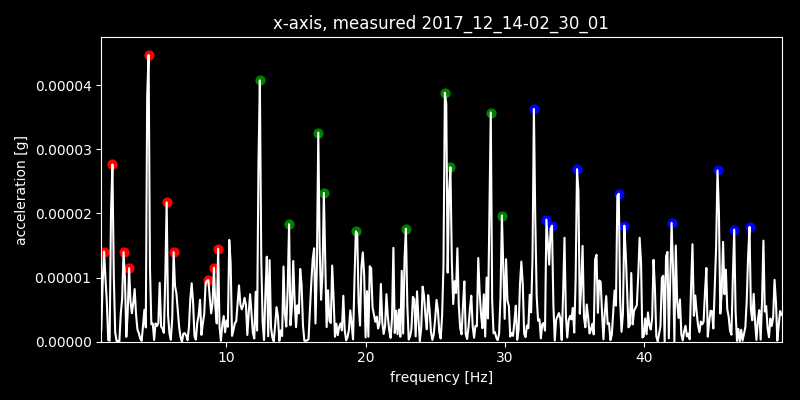 x-axis, measured 2017_12_14-02_30_01
acceleration [g]
0.00004
0.00003
0.00002
0.00001
0.00000
10 20 30 40
frequency [Hz]